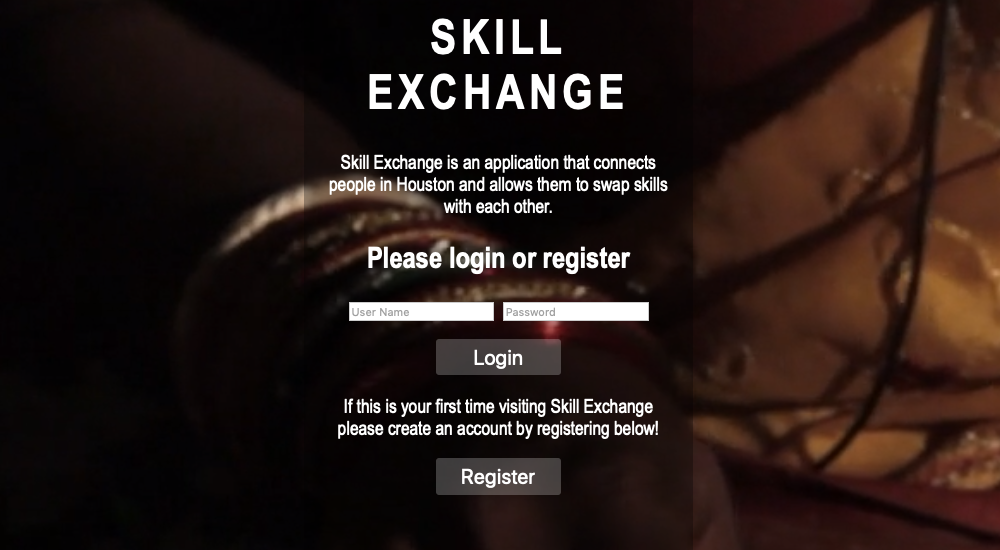 SKILL
EXCHANGE
Skill Exchange is an application that connects
people in Houston and allows them to swap skills
with each other.
Please login or register
User Name
Password
Login
If this is your first time visiting Skill Exchange
please create an account by registering below!
Register